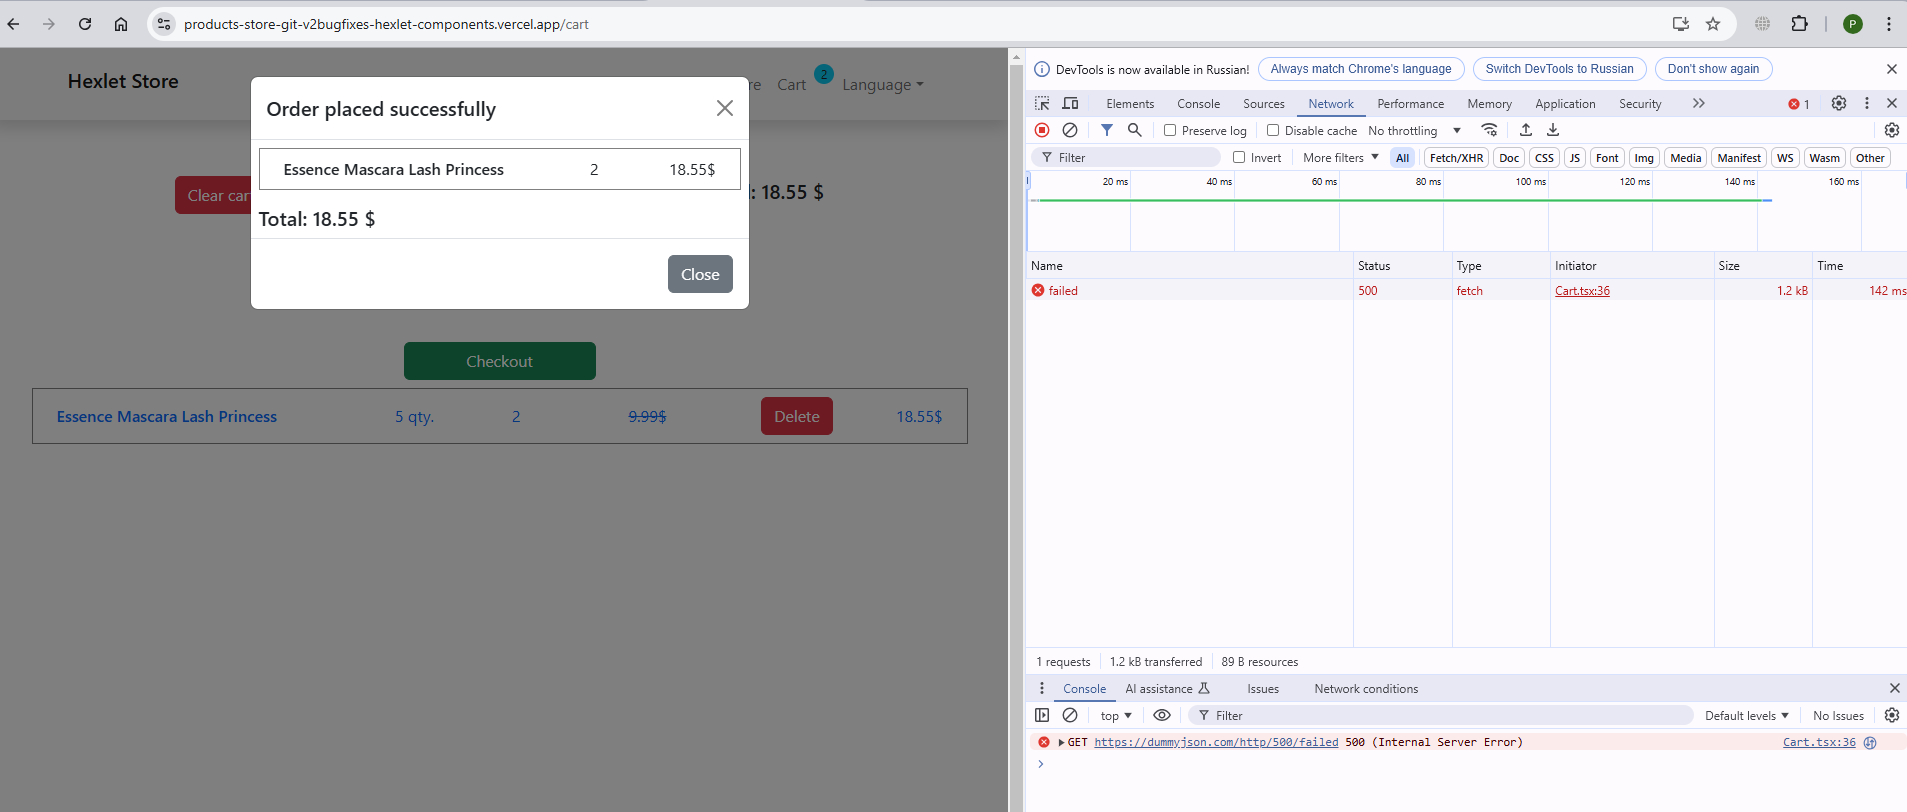 products-store-git-v2bugfixes-hexlet-components.vercel.app/cart
P
Hexlet Store
re
Cart
2
Language
Order placed successfully
Essence Mascara Lash Princess 2 18.55$
Total: 18.55 $
Close
Clear car
: 18.55 $
Checkout
Essence Mascara Lash Princess 5 qty. 2 9.99$ Delete 18.55$
DevTools is now available in Russian! Always match Chrome's language Switch DevTools to Russian Don't show again
Elements Console Sources Network Performance Memory Application Security 1
Preserve log Disable cache No throttling
Filter Invert More filters All Fetch/XHR Doc CSS JS Font Img Media Manifest WS Wasm Other
20 ms 40 ms 60 ms 80 ms 100 ms 120 ms 140 ms 160 ms
Name Status Type Initiator Size Time
failed 500 fetch Cart.tsx:36 1.2 kB 142 ms
1 requests 1.2 kB transferred 89 B resources
Console AI assistance Issues Network conditions
top Filter Default levels No Issues
GET https://dummyjson.com/http/500/failed 500 (Internal Server Error) Cart.tsx:36